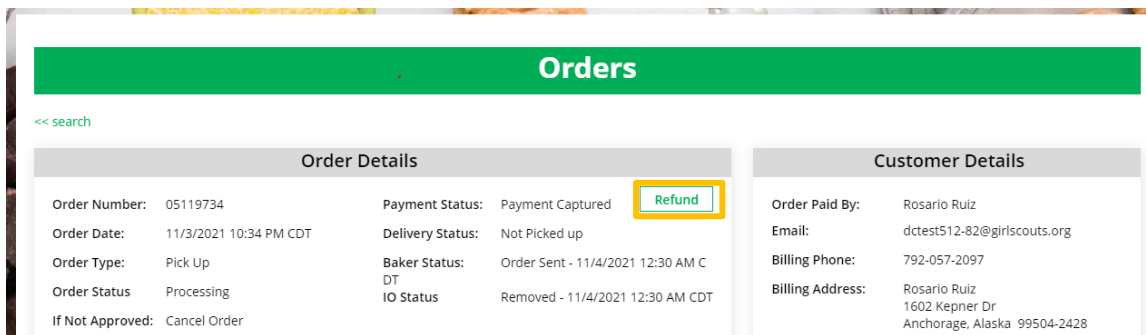 Orders
<< search
Order Details
Order Number: 05119734 Payment Status: Payment Captured Refund
Order Date: 11/3/2021 10:34 PM CDT Delivery Status: Not Picked up
Order Type: Pick Up Baker Status: Order Sent - 11/4/2021 12:30 AM C
DT
Order Status Processing IO Status Removed - 11/4/2021 12:30 AM CDT
If Not Approved: Cancel Order
Customer Details
Order Paid By: Rosario Ruiz
Email: dctest512-82@girlscouts.org
Billing Phone: 792-057-2097
Billing Address: Rosario Ruiz
1602 Kepner Dr
Anchorage, Alaska 99504-2428